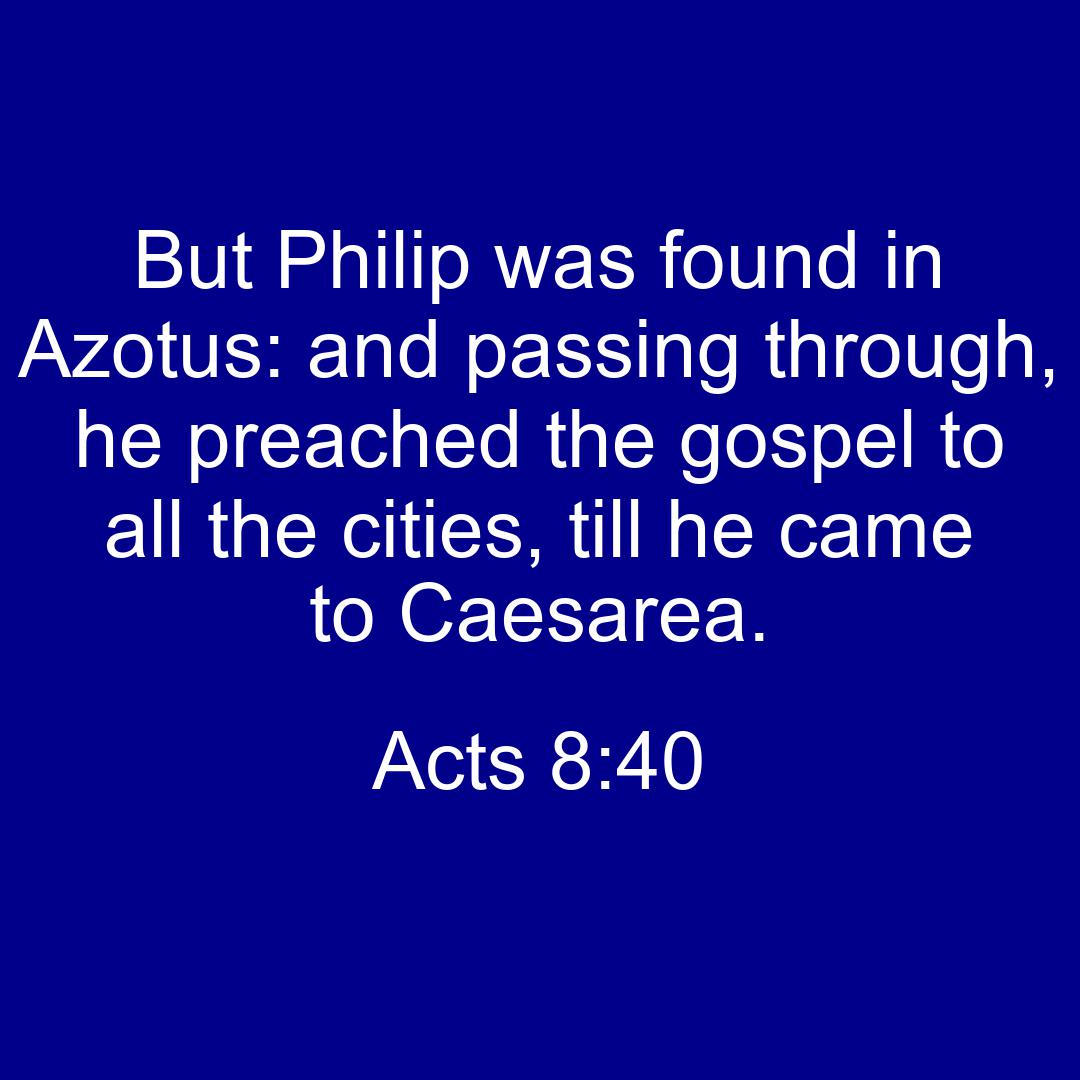 But Philip was found in
Azotus: and passing through,
he preached the gospel to
all the cities, till he came
to Caesarea.
Acts 8:40